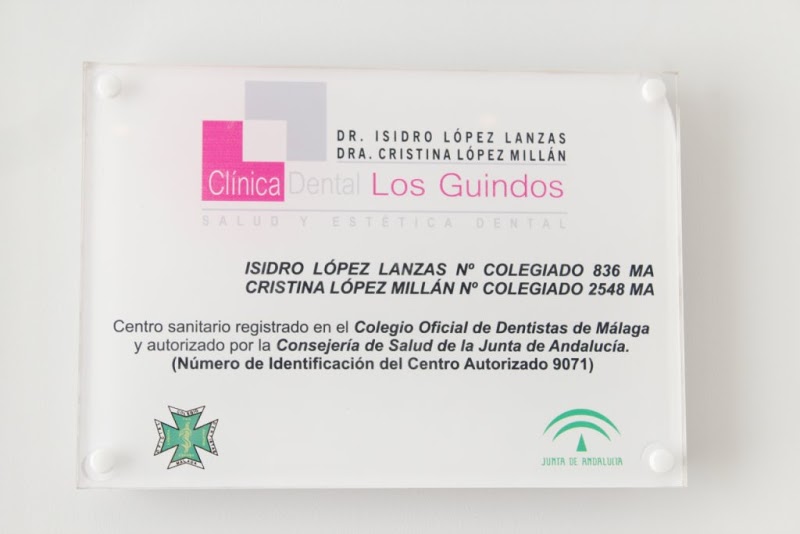 DR. ISIDRO LÓPEZ LANZAS
DRA. CRISTINA LÓPEZ MILLÁN
Clínica Dental Los Guindos
SALUD Y ESTÉTICA DENTAL
ISIDRO LÓPEZ LANZAS Nº COLEGIADO 836 MA
CRISTINA LÓPEZ MILLÁN Nº COLEGIADO 2548 MA
Centro sanitario registrado en el Colegio Oficial de Dentistas de Málaga
y autorizado por la Consejería de Salud de la Junta de Andalucía.
(Número de Identificación del Centro Autorizado 9071)
JUNTA DE ANDALUCIA